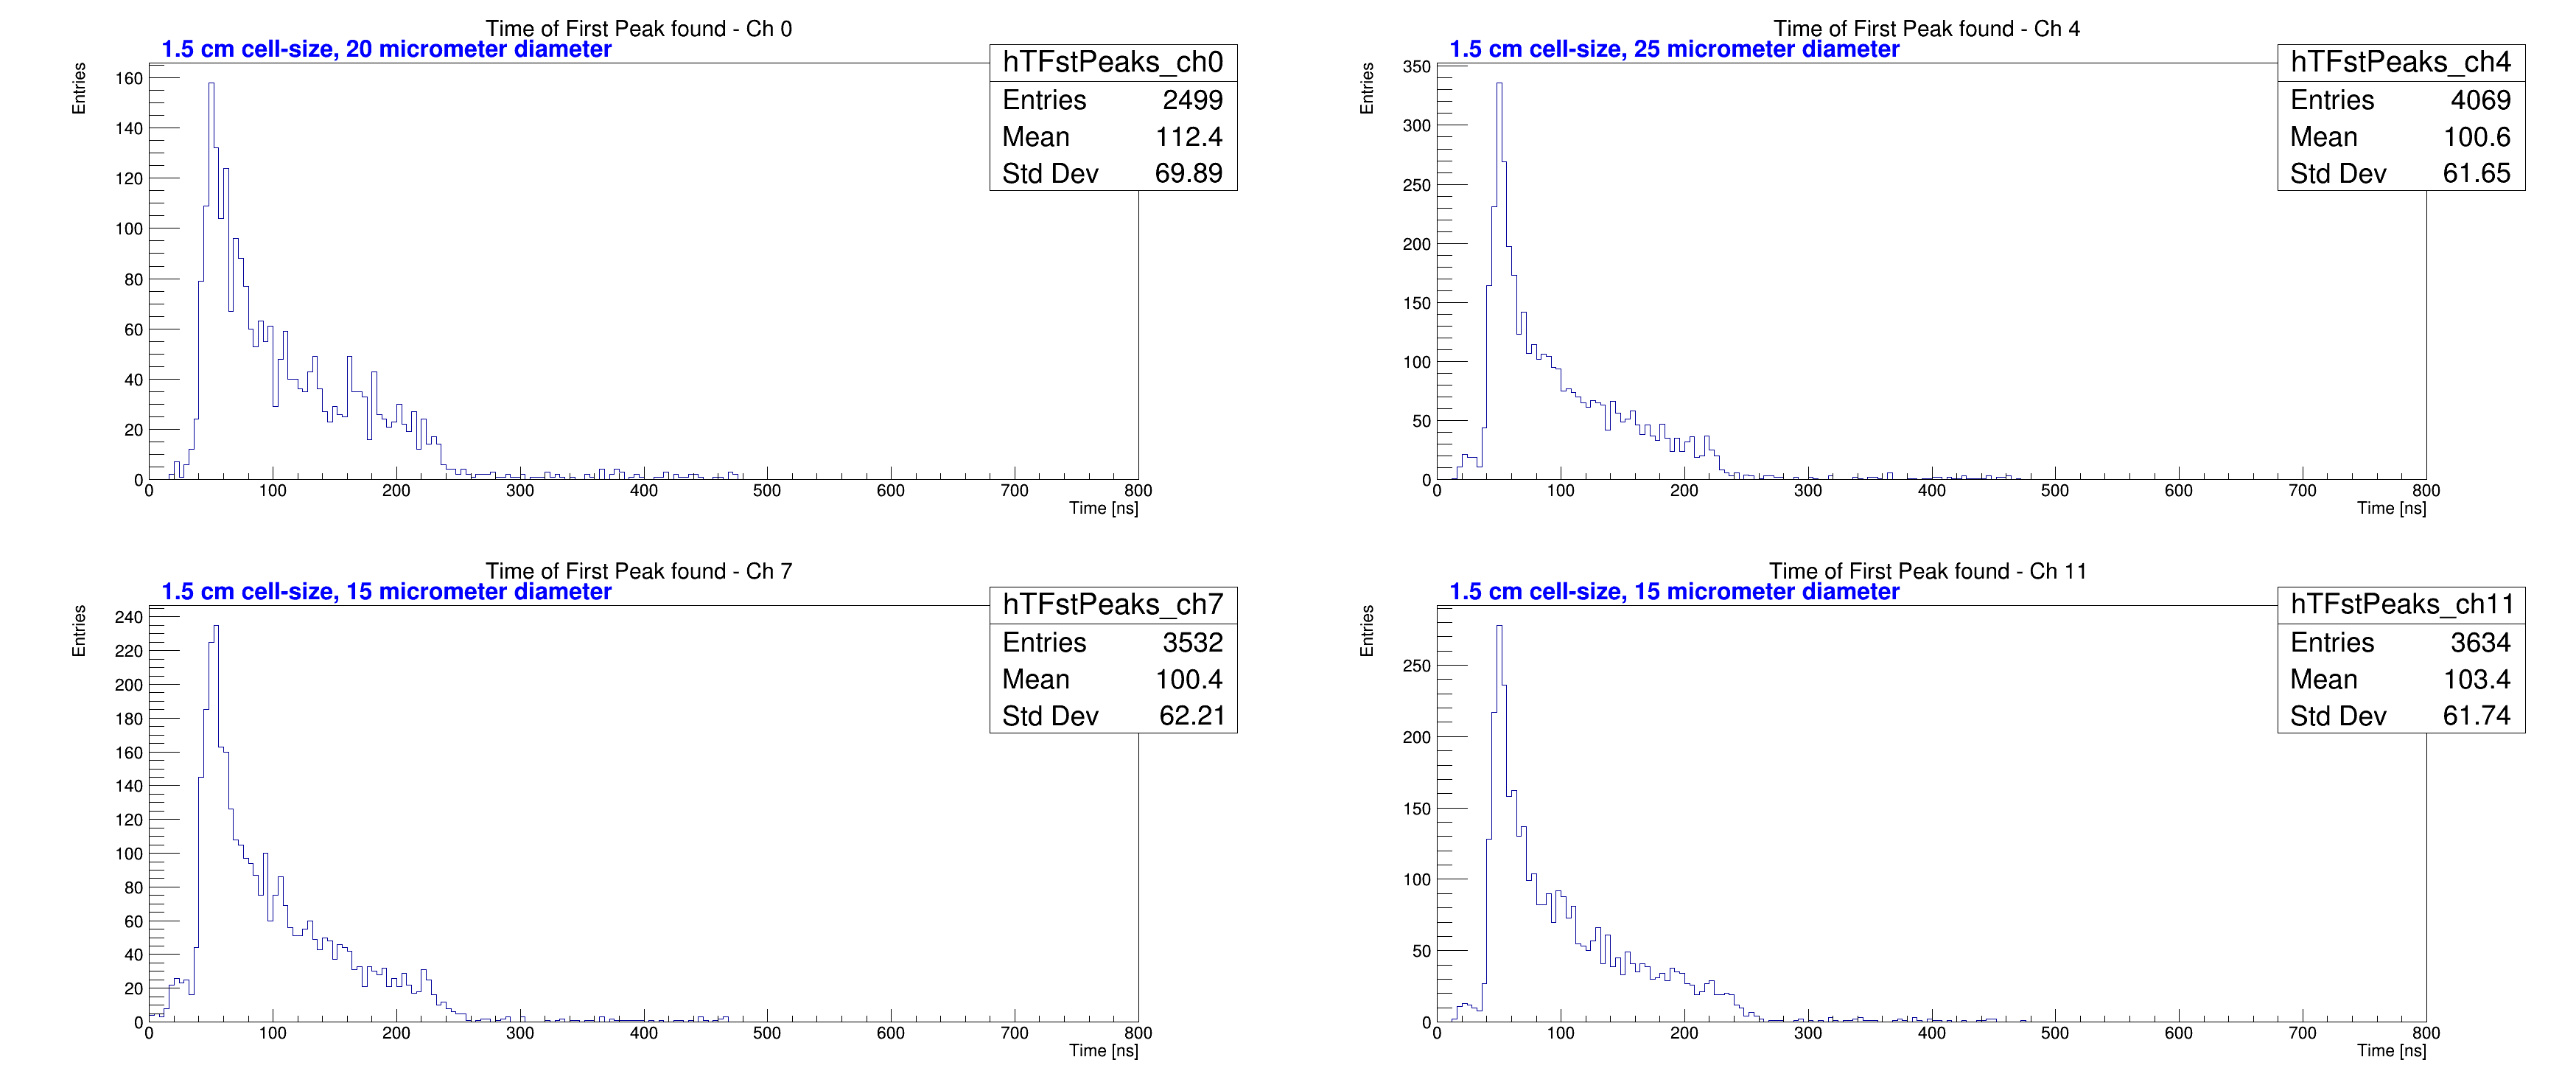 Time of First Peak found - Ch 0
1.5 cm cell-size, 20 micrometer diameter
hTFstPeaks_ch0
Entries 2499
Mean 112.4
Std Dev 69.89
Entries
160
140
120
100
80
60
40
20
0
0 100 200 300 400 500 600 700 800
Time [ns]
Time of First Peak found - Ch 4
1.5 cm cell-size, 25 micrometer diameter
hTFstPeaks_ch4
Entries 4069
Mean 100.6
Std Dev 61.65
Entries
350
300
250
200
150
100
50
0
0 100 200 300 400 500 600 700 800
Time [ns]
Time of First Peak found - Ch 7
1.5 cm cell-size, 15 micrometer diameter
hTFstPeaks_ch7
Entries 3532
Mean 100.4
Std Dev 62.21
Entries
240
220
200
180
160
140
120
100
80
60
40
20
0
0 100 200 300 400 500 600 700 800
Time [ns]
Time of First Peak found - Ch 11
1.5 cm cell-size, 15 micrometer diameter
hTFstPeaks_ch11
Entries 3634
Mean 103.4
Std Dev 61.74
Entries
250
200
150
100
50
0
0 100 200 300 400 500 600 700 800
Time [ns]